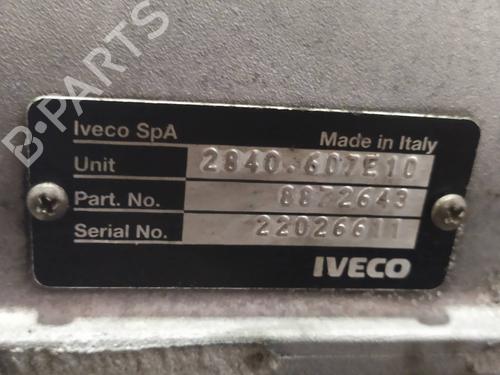 B-PARTS
Iveco SpA
Made in Italy
Unit 2840.607E10
Part. No. 8872643
Serial No. 22026611
IVECO